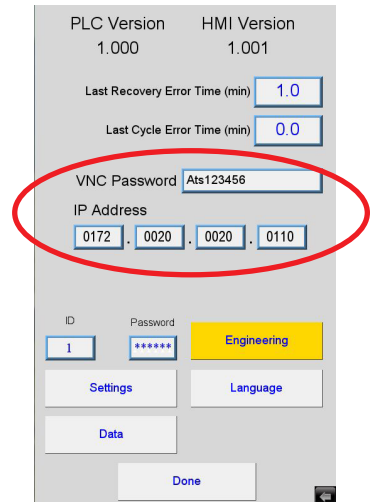 PLC Version HMI Version
1.000 1.001
Last Recovery Error Time (min) 1.0
Last Cycle Error Time (min) 0.0
VNC Password Ats123456
IP Address
0172 . 0020 . 0020 . 0110
ID Password
1 ****** Engineering
Settings Language
Data
Done